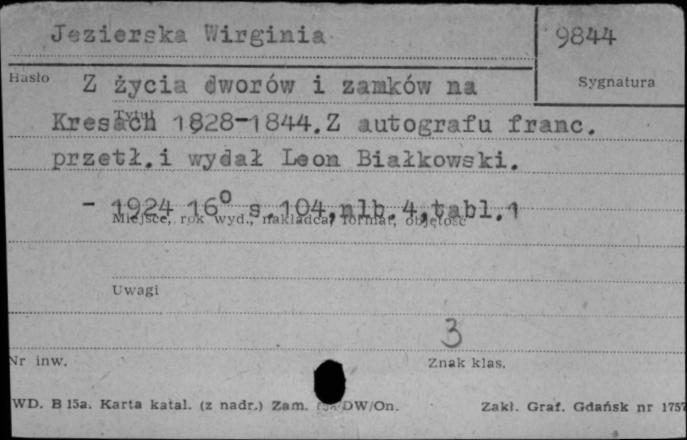 Jezierska Wirginia
9844
Hasło
Sygnatura
Z życia dworów i zamków na
Tytuł
Kresach 1828-1844. Z autografu franc.
przetł. i wydał Leon Białkowski.
- 1924 16° s. 104, nlb. 4, tabl. 1
Miejsce, rok wyd., nakładca, format, objętość
Uwagi
3
Nr inw.
Znak klas.
WD. B 15a. Karta katal. (z nadr.) Zam. DW/On.
Zakł. Graf. Gdańsk nr 1757